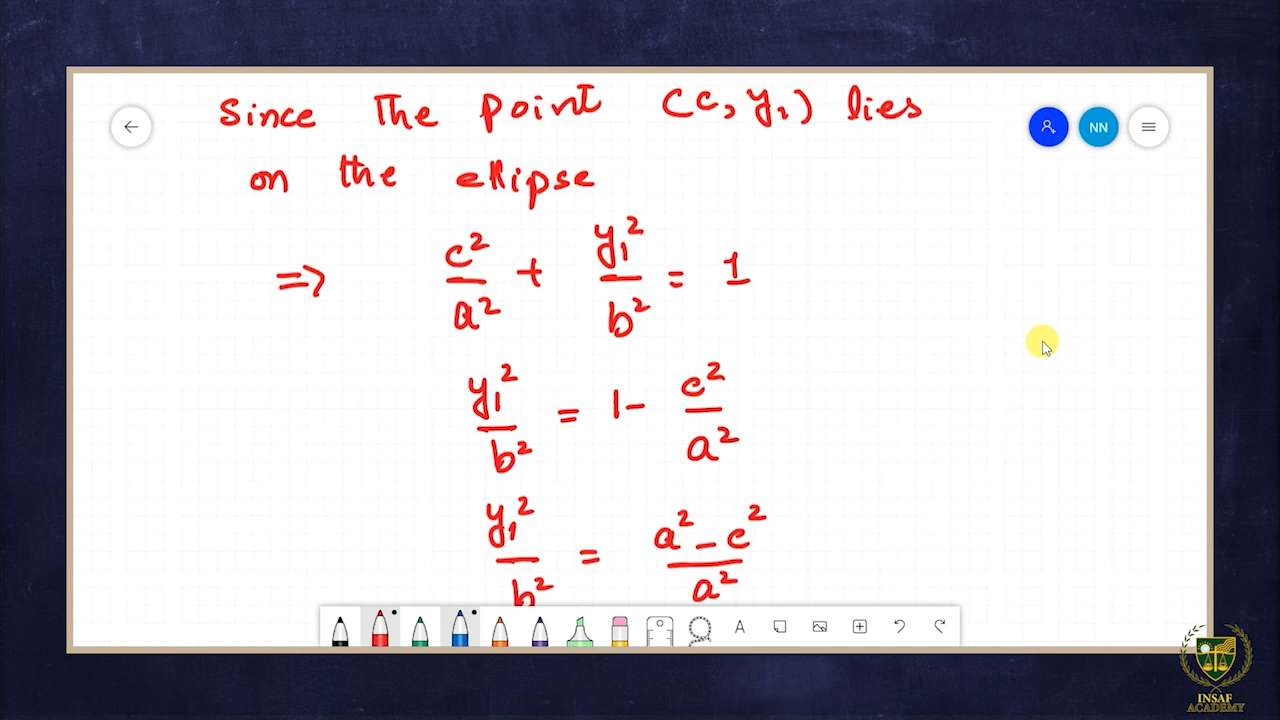 Since the point (c, y₁) lies
on the ellipse
=> c²/a² + y₁²/b² = 1
y₁²/b² = 1 - c²/a²
y₁²/b² = a² - c²/a²
NN
A
INSAF
ACADEMY